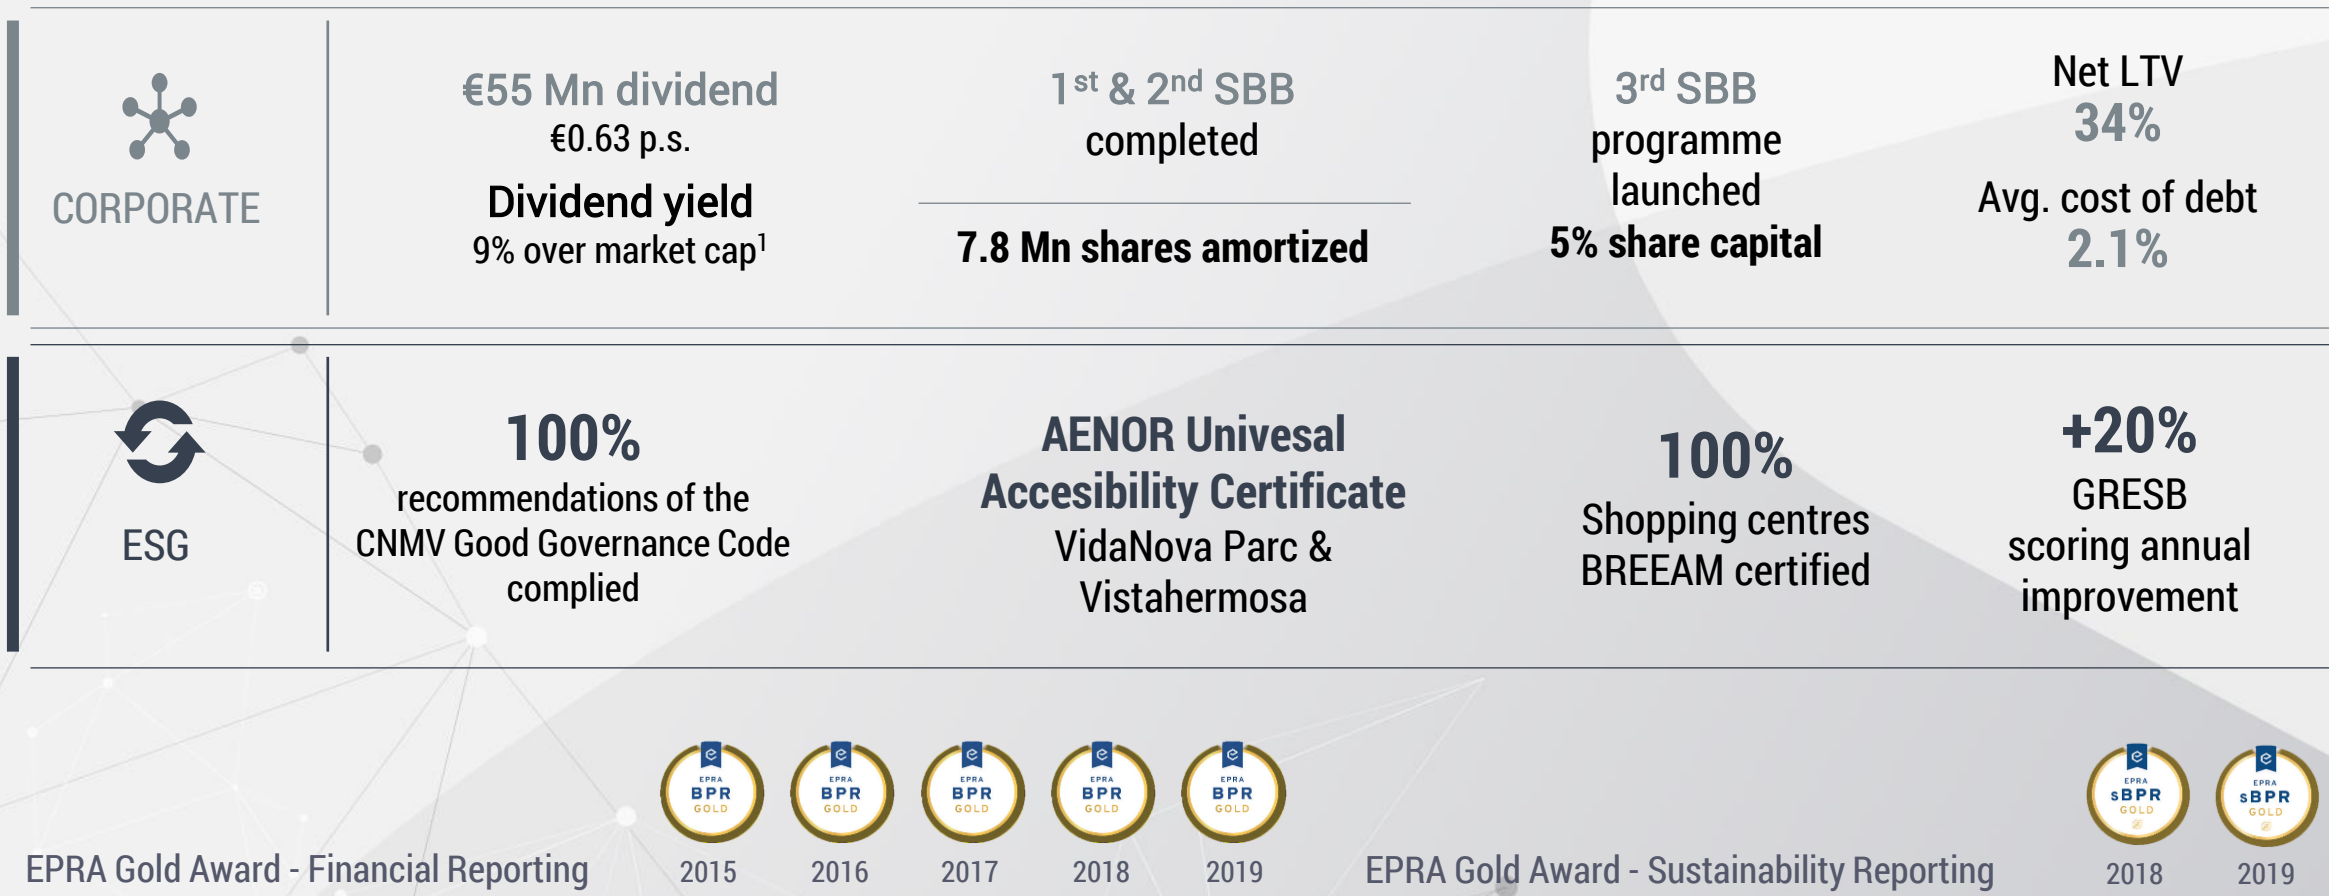 CORPORATE
€55 Mn dividend
€0.63 p.s.
Dividend yield
9% over market cap¹
1st & 2nd SBB
completed
7.8 Mn shares amortized
3rd SBB
programme
launched
5% share capital
Net LTV
34%
Avg. cost of debt
2.1%
ESG
100%
recommendations of the
CNMV Good Governance Code
complied
AENOR Univesal
Accesibility Certificate
VidaNova Parc &
Vistahermosa
100%
Shopping centres
BREEAM certified
+20%
GRESB
scoring annual
improvement
EPRA Gold Award - Financial Reporting
EPRA
BPR
GOLD
2015
EPRA
BPR
GOLD
2016
EPRA
BPR
GOLD
2017
EPRA
BPR
GOLD
2018
EPRA
BPR
GOLD
2019
EPRA Gold Award - Sustainability Reporting
EPRA
sBPR
GOLD
2018
EPRA
sBPR
GOLD
2019